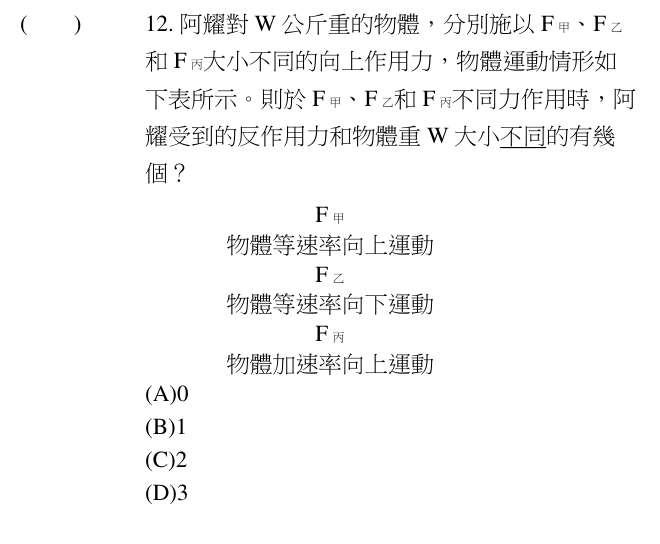 (　　) 12. 阿耀對 W 公斤重的物體，分別施以 F甲、F乙
和 F丙大小不同的向上作用力，物體運動情形如
下表所示。則於 F甲、F乙和 F丙不同力作用時，阿
耀受到的反作用力和物體重 W 大小不同的有幾
個？
F甲
物體等速率向上運動
F乙
物體等速率向下運動
F丙
物體加速率向上運動
(A)0
(B)1
(C)2
(D)3